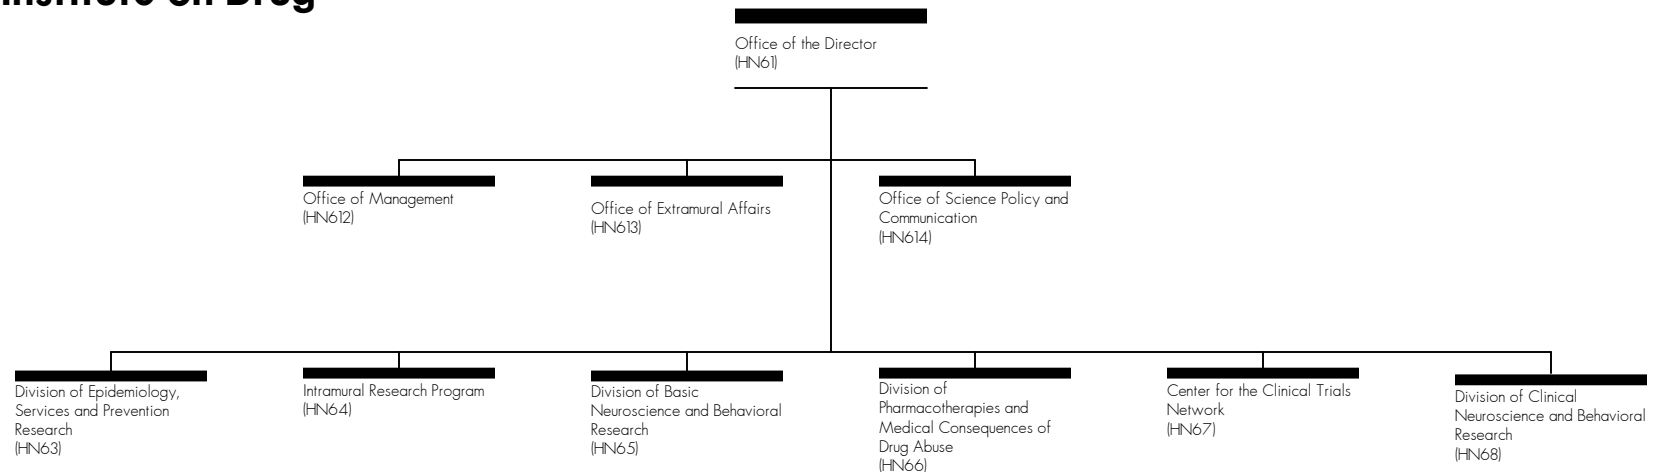 Institute on Drug
Office of the Director
(HN61)
Office of Management
(HN612)
Office of Extramural Affairs
(HN613)
Office of Science Policy and
Communication
(HN614)
Division of Epidemiology,
Services and Prevention
Research
(HN63)
Intramural Research Program
(HN64)
Division of Basic
Neuroscience and Behavioral
Research
(HN65)
Division of
Pharmacotherapies and
Medical Consequences of
Drug Abuse
(HN66)
Center for the Clinical Trials
Network
(HN67)
Division of Clinical
Neuroscience and Behavioral
Research
(HN68)